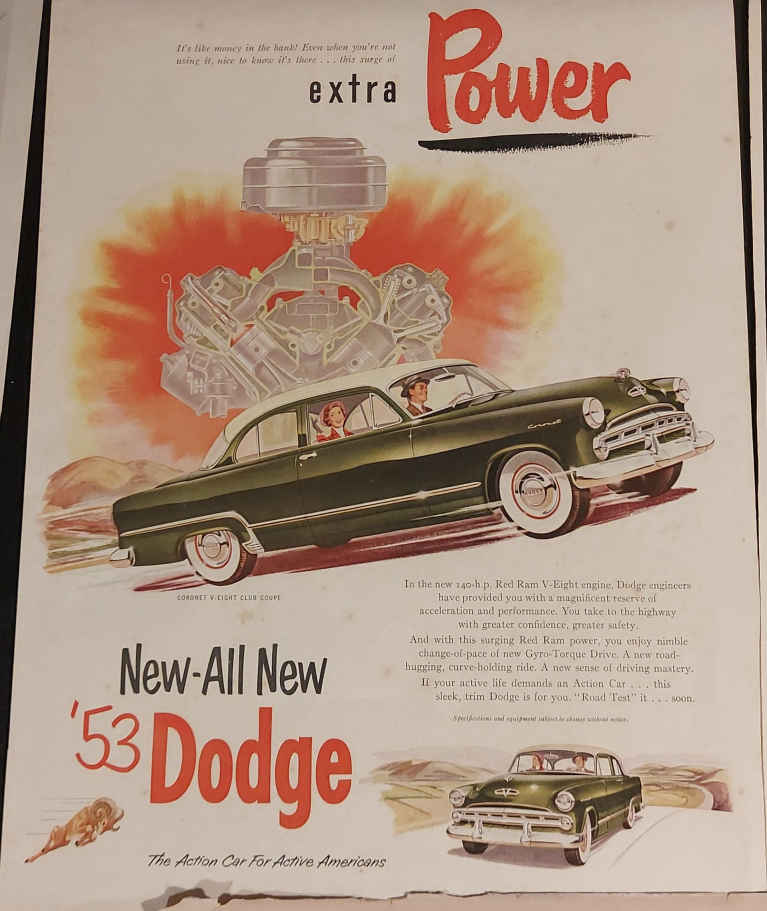 It's like money in the bank! Even when you're not
using it, nice to know it's there . . . this surge of
extra Power
Coronet
CORONET V-EIGHT CLUB COUPE
In the new 140-h.p. Red Ram V-Eight engine, Dodge engineers
have provided you with a magnificent reserve of
acceleration and performance. You take to the highway
with greater confidence, greater safety.
And with this surging Red Ram power, you enjoy nimble
change-of-pace of new Gyro-Torque Drive. A new road-
hugging, curve-holding ride. A new sense of driving mastery.
If your active life demands an Action Car . . . this
sleek, trim Dodge is for you. "Road Test" it . . . soon.
Specifications and equipment subject to change without notice.
New-All New
'53 Dodge
The Action Car For Active Americans